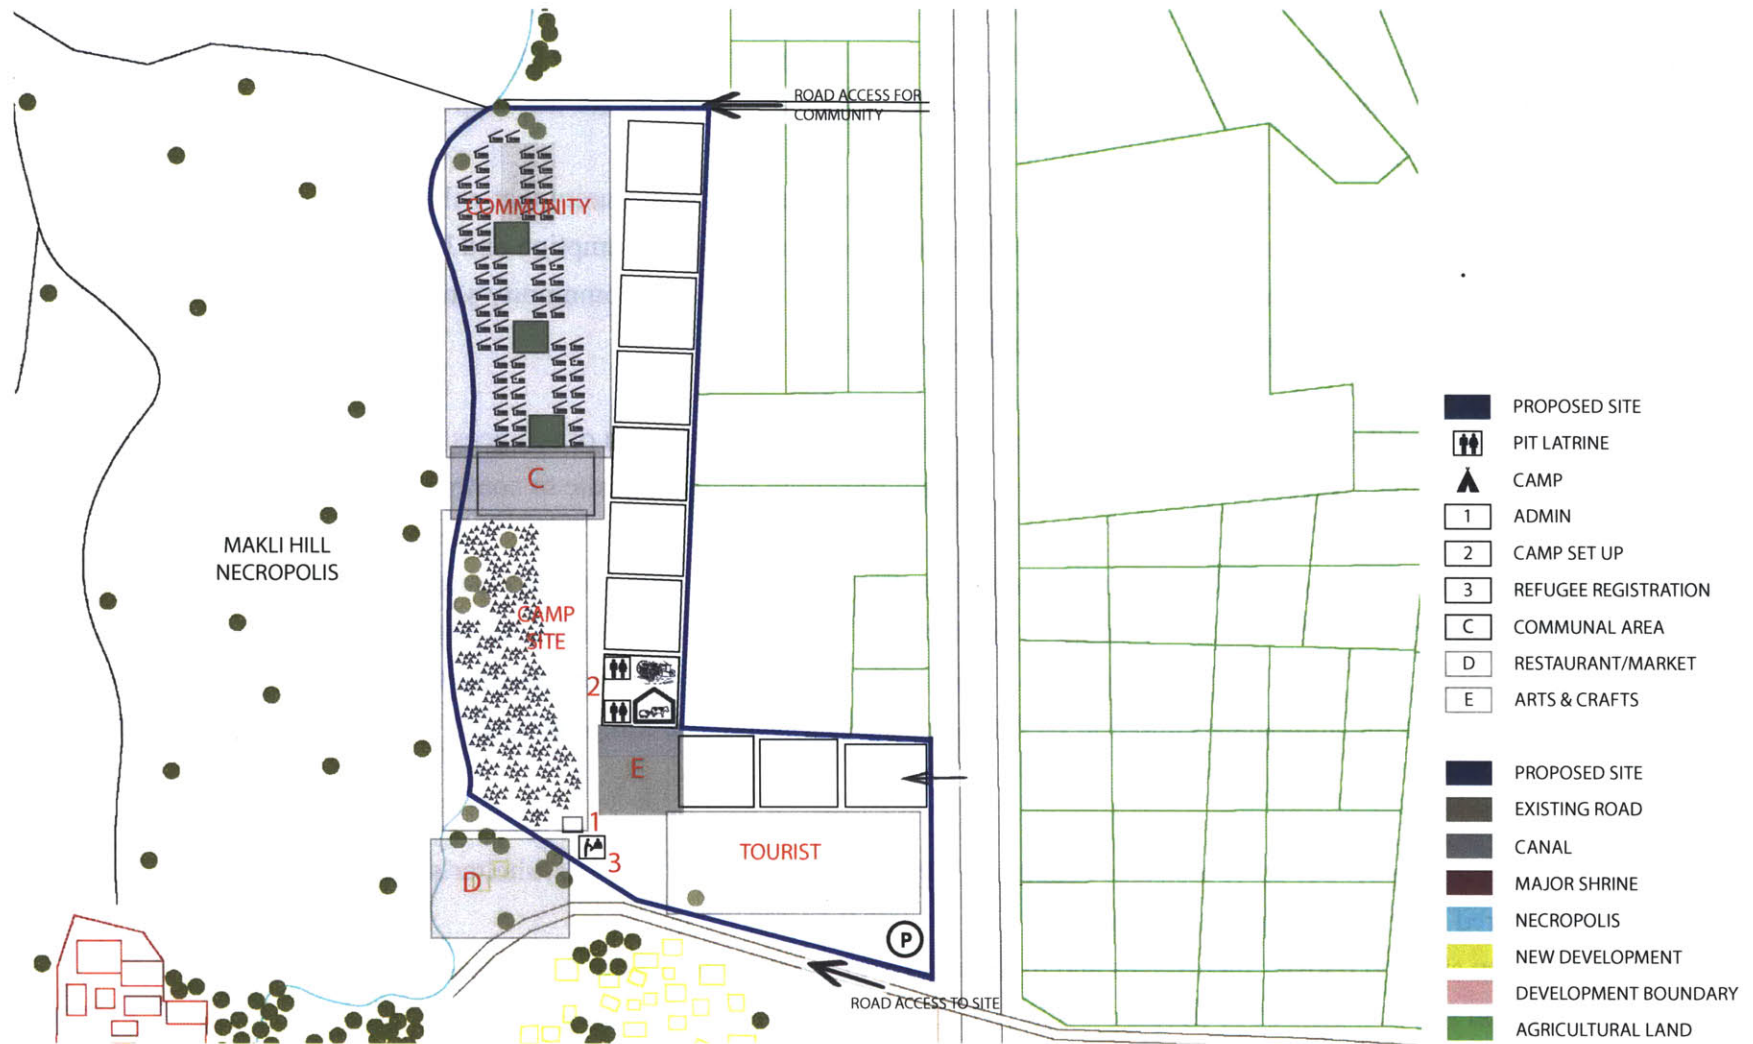 ROAD ACCESS FOR
COMMUNITY
COMMUNITY
C
MAKLI HILL
NECROPOLIS
CAMP
SITE
2
E
1
3
D
TOURIST
P
ROAD ACCESS TO SITE
PROPOSED SITE
PIT LATRINE
CAMP
1 ADMIN
2 CAMP SET UP
3 REFUGEE REGISTRATION
C COMMUNAL AREA
D RESTAURANT/MARKET
E ARTS & CRAFTS
PROPOSED SITE
EXISTING ROAD
CANAL
MAJOR SHRINE
NECROPOLIS
NEW DEVELOPMENT
DEVELOPMENT BOUNDARY
AGRICULTURAL LAND